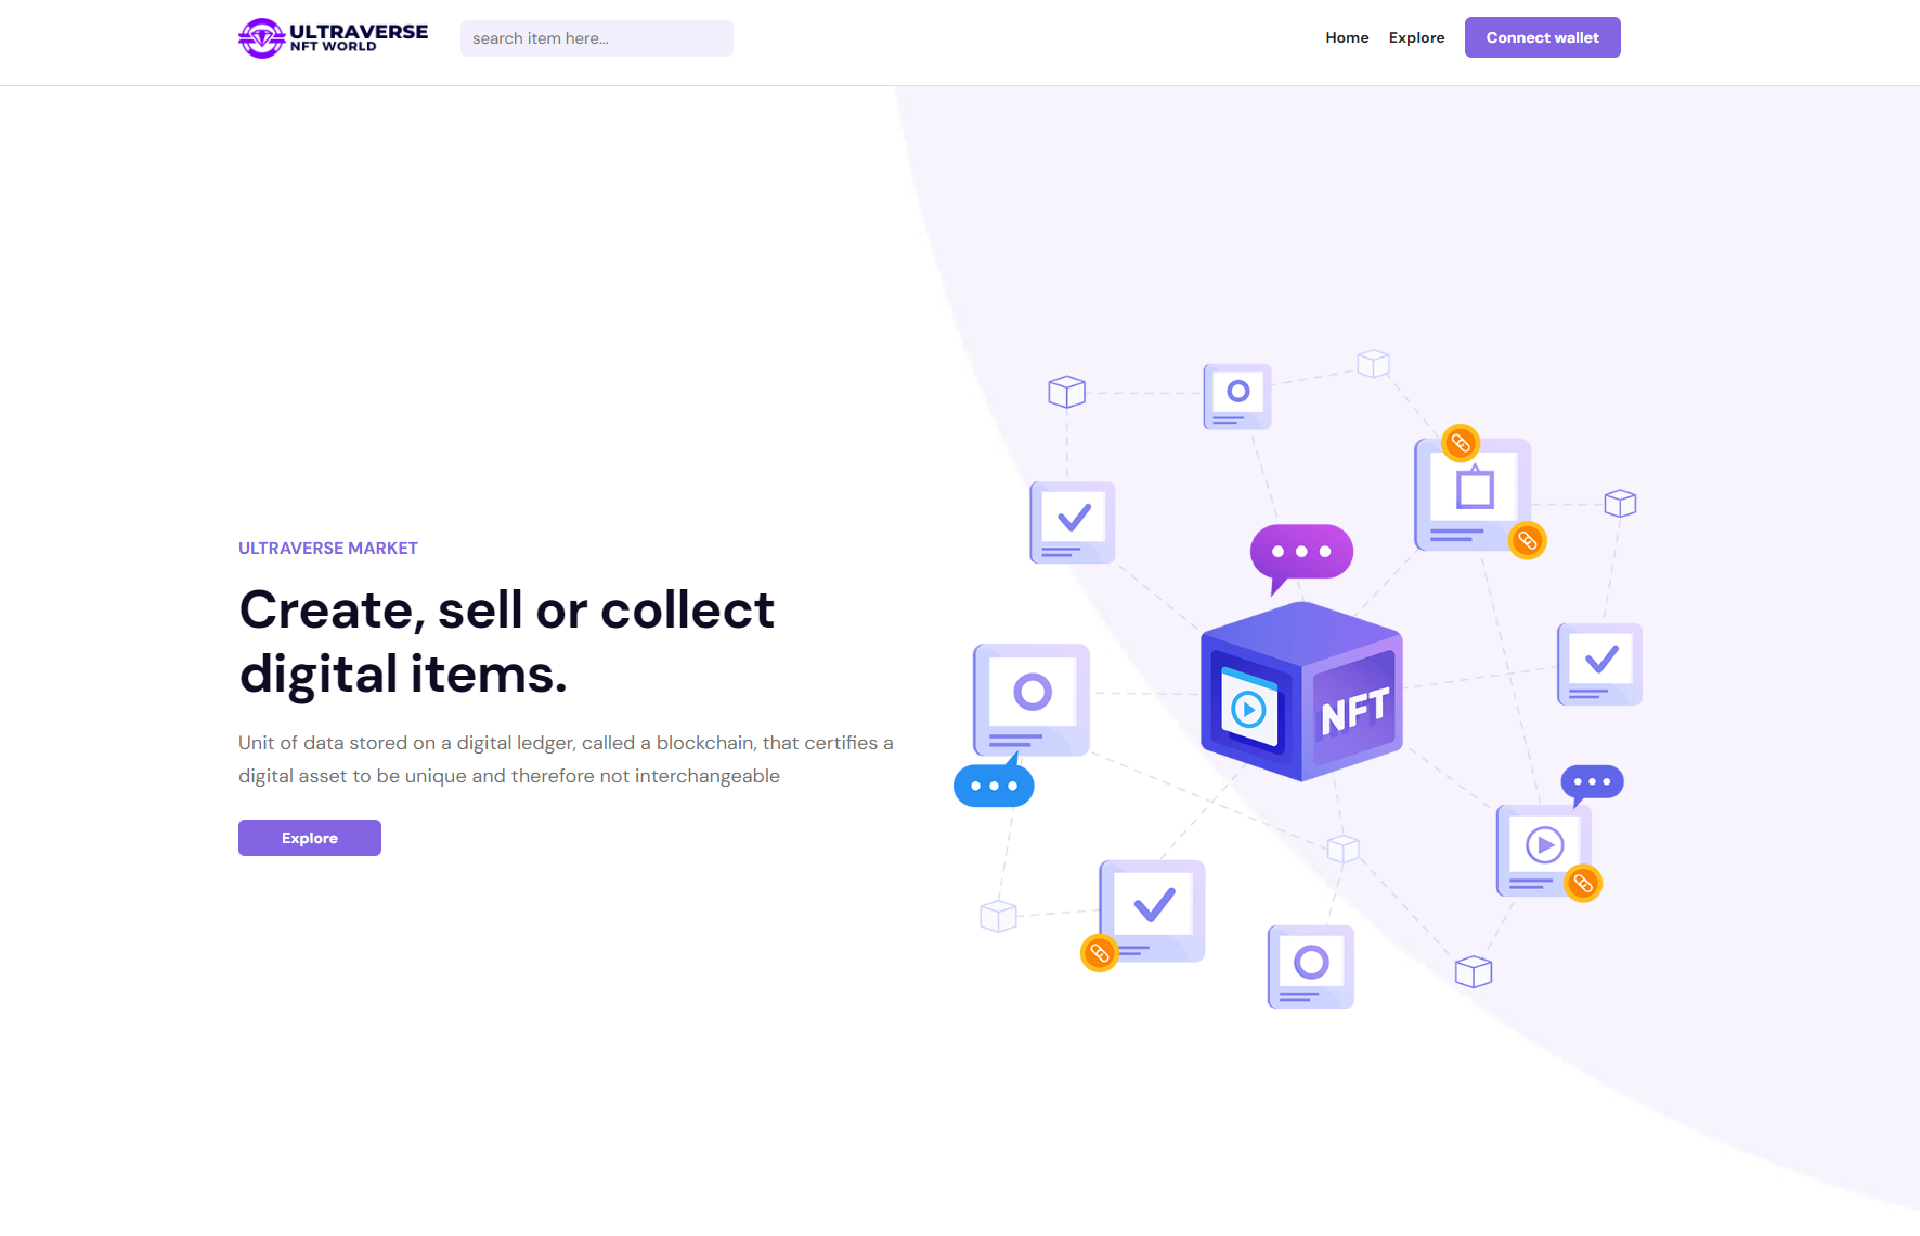 ULTRAVERSE
NFT WORLD
search item here...
Home
Explore
Connect wallet
ULTRAVERSE MARKET
Create, sell or collect
digital items.
Unit of data stored on a digital ledger, called a blockchain, that certifies a
digital asset to be unique and therefore not interchangeable
Explore
NFT